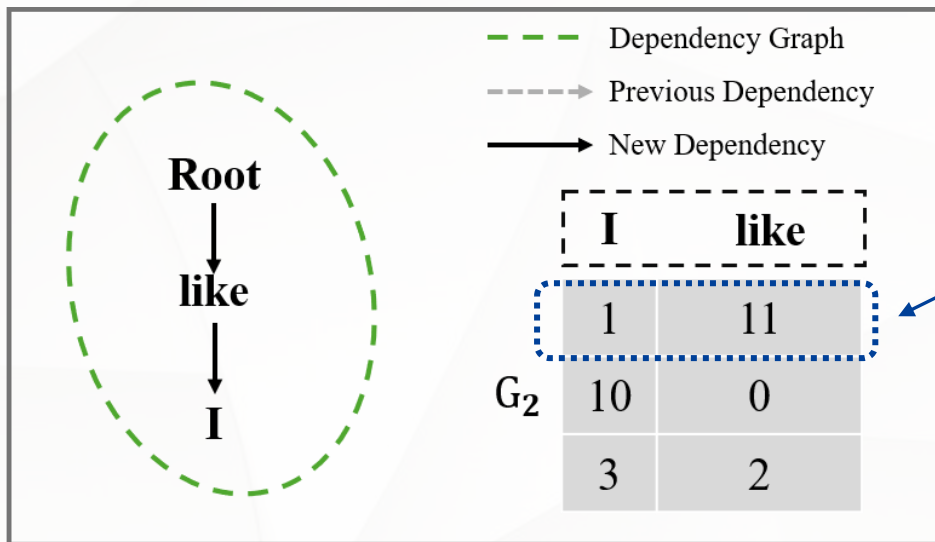 Dependency Graph
Previous Dependency
New Dependency
Root
like
I
I like
1 11
G₂ 10 0
3 2